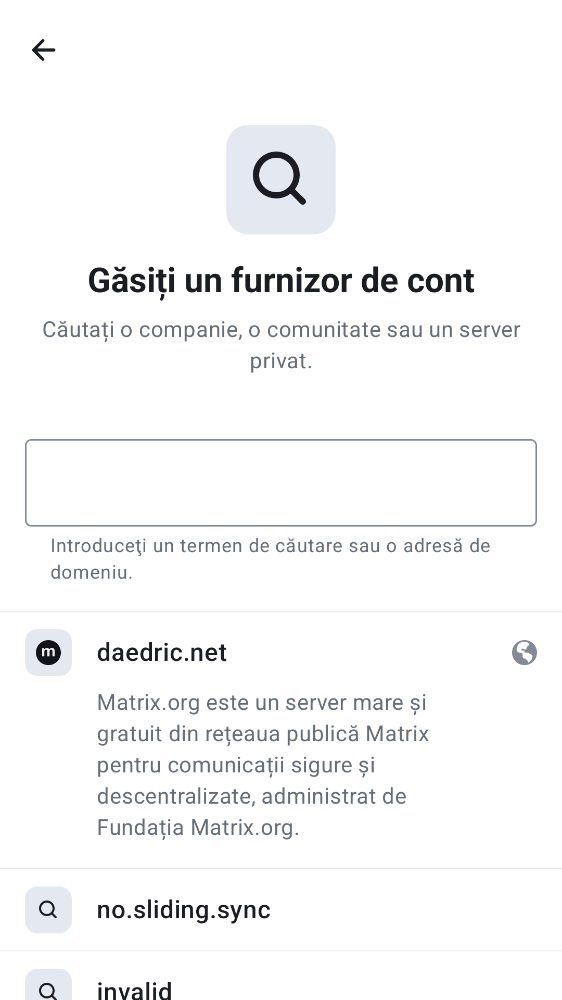 Găsiți un furnizor de cont
Căutați o companie, o comunitate sau un server
privat.
Introduceţi un termen de căutare sau o adresă de
domeniu.
m
daedric.net
Matrix.org este un server mare și
gratuit din rețeaua publică Matrix
pentru comunicații sigure și
descentralizate, administrat de
Fundația Matrix.org.
no.sliding.sync
invalid